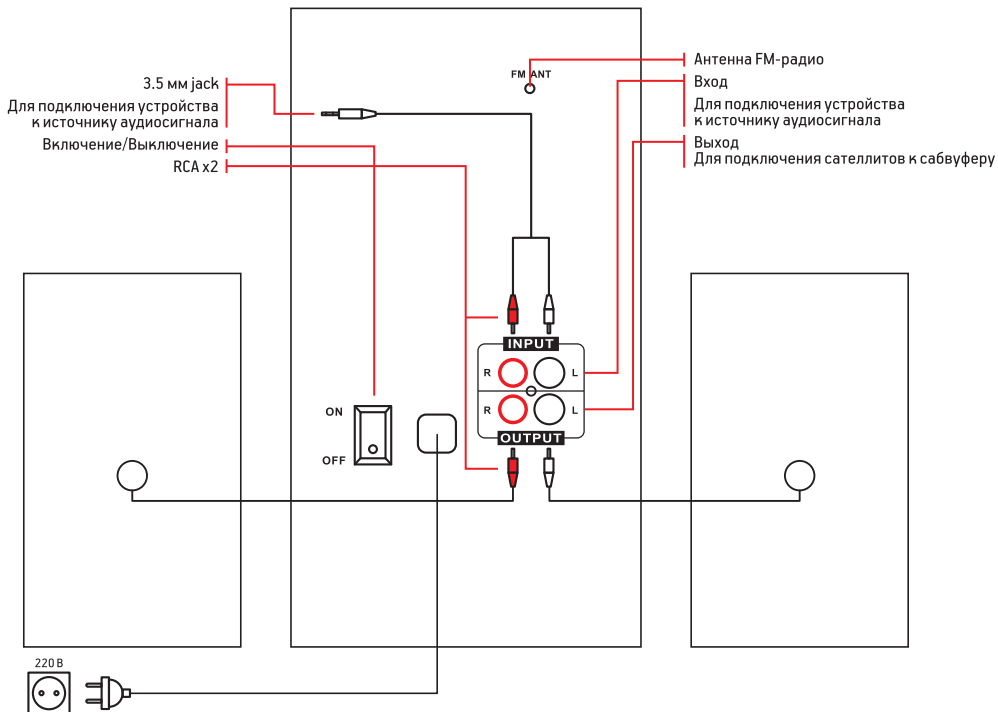 3.5 мм jack
Для подключения устройства
к источнику аудиосигнала
Включение/Выключение
RCA x2
FM ANT
Антенна FM-радио
Вход
Для подключения устройства
к источнику аудиосигнала
Выход
Для подключения сателлитов к сабвуферу
INPUT
R L
R L
OUTPUT
ON
OFF
220 В